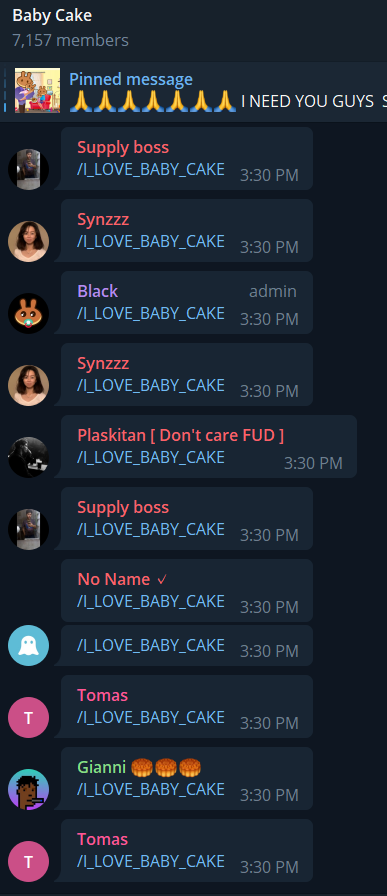 Baby Cake
7,157 members
Pinned message
🙏🙏🙏🙏🙏🙏🙏 I NEED YOU GUYS
Supply boss
/I_LOVE_BABY_CAKE 3:30 PM
Synzzz
/I_LOVE_BABY_CAKE 3:30 PM
Black admin
/I_LOVE_BABY_CAKE 3:30 PM
Synzzz
/I_LOVE_BABY_CAKE 3:30 PM
Plaskitan [ Don't care FUD ]
/I_LOVE_BABY_CAKE 3:30 PM
Supply boss
/I_LOVE_BABY_CAKE 3:30 PM
No Name ✓
/I_LOVE_BABY_CAKE 3:30 PM
/I_LOVE_BABY_CAKE 3:30 PM
Tomas
T /I_LOVE_BABY_CAKE 3:30 PM
Gianni 🥮🥮🥮
/I_LOVE_BABY_CAKE 3:30 PM
Tomas
T /I_LOVE_BABY_CAKE 3:30 PM